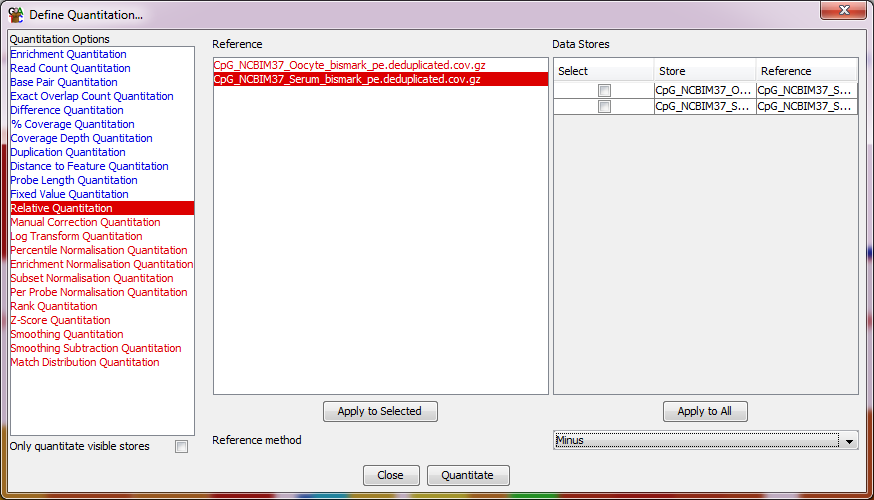 Define Quantitation...
Quantitation Options
Enrichment Quantitation
Read Count Quantitation
Base Pair Quantitation
Exact Overlap Count Quantitation
Difference Quantitation
% Coverage Quantitation
Coverage Depth Quantitation
Duplication Quantitation
Distance to Feature Quantitation
Probe Length Quantitation
Fixed Value Quantitation
Relative Quantitation
Manual Correction Quantitation
Log Transform Quantitation
Percentile Normalisation Quantitation
Enrichment Normalisation Quantitation
Subset Normalisation Quantitation
Per Probe Normalisation Quantitation
Rank Quantitation
Z-Score Quantitation
Smoothing Quantitation
Smoothing Subtraction Quantitation
Match Distribution Quantitation
Only quantitate visible stores
Reference
CpG_NCBIM37_Oocyte_bismark_pe.deduplicated.cov.gz
CpG_NCBIM37_Serum_bismark_pe.deduplicated.cov.gz
Apply to Selected
Data Stores
Select Store Reference
CpG_NCBIM37_O... CpG_NCBIM37_S...
CpG_NCBIM37_S... CpG_NCBIM37_S...
Apply to All
Reference method Minus
Close Quantitate